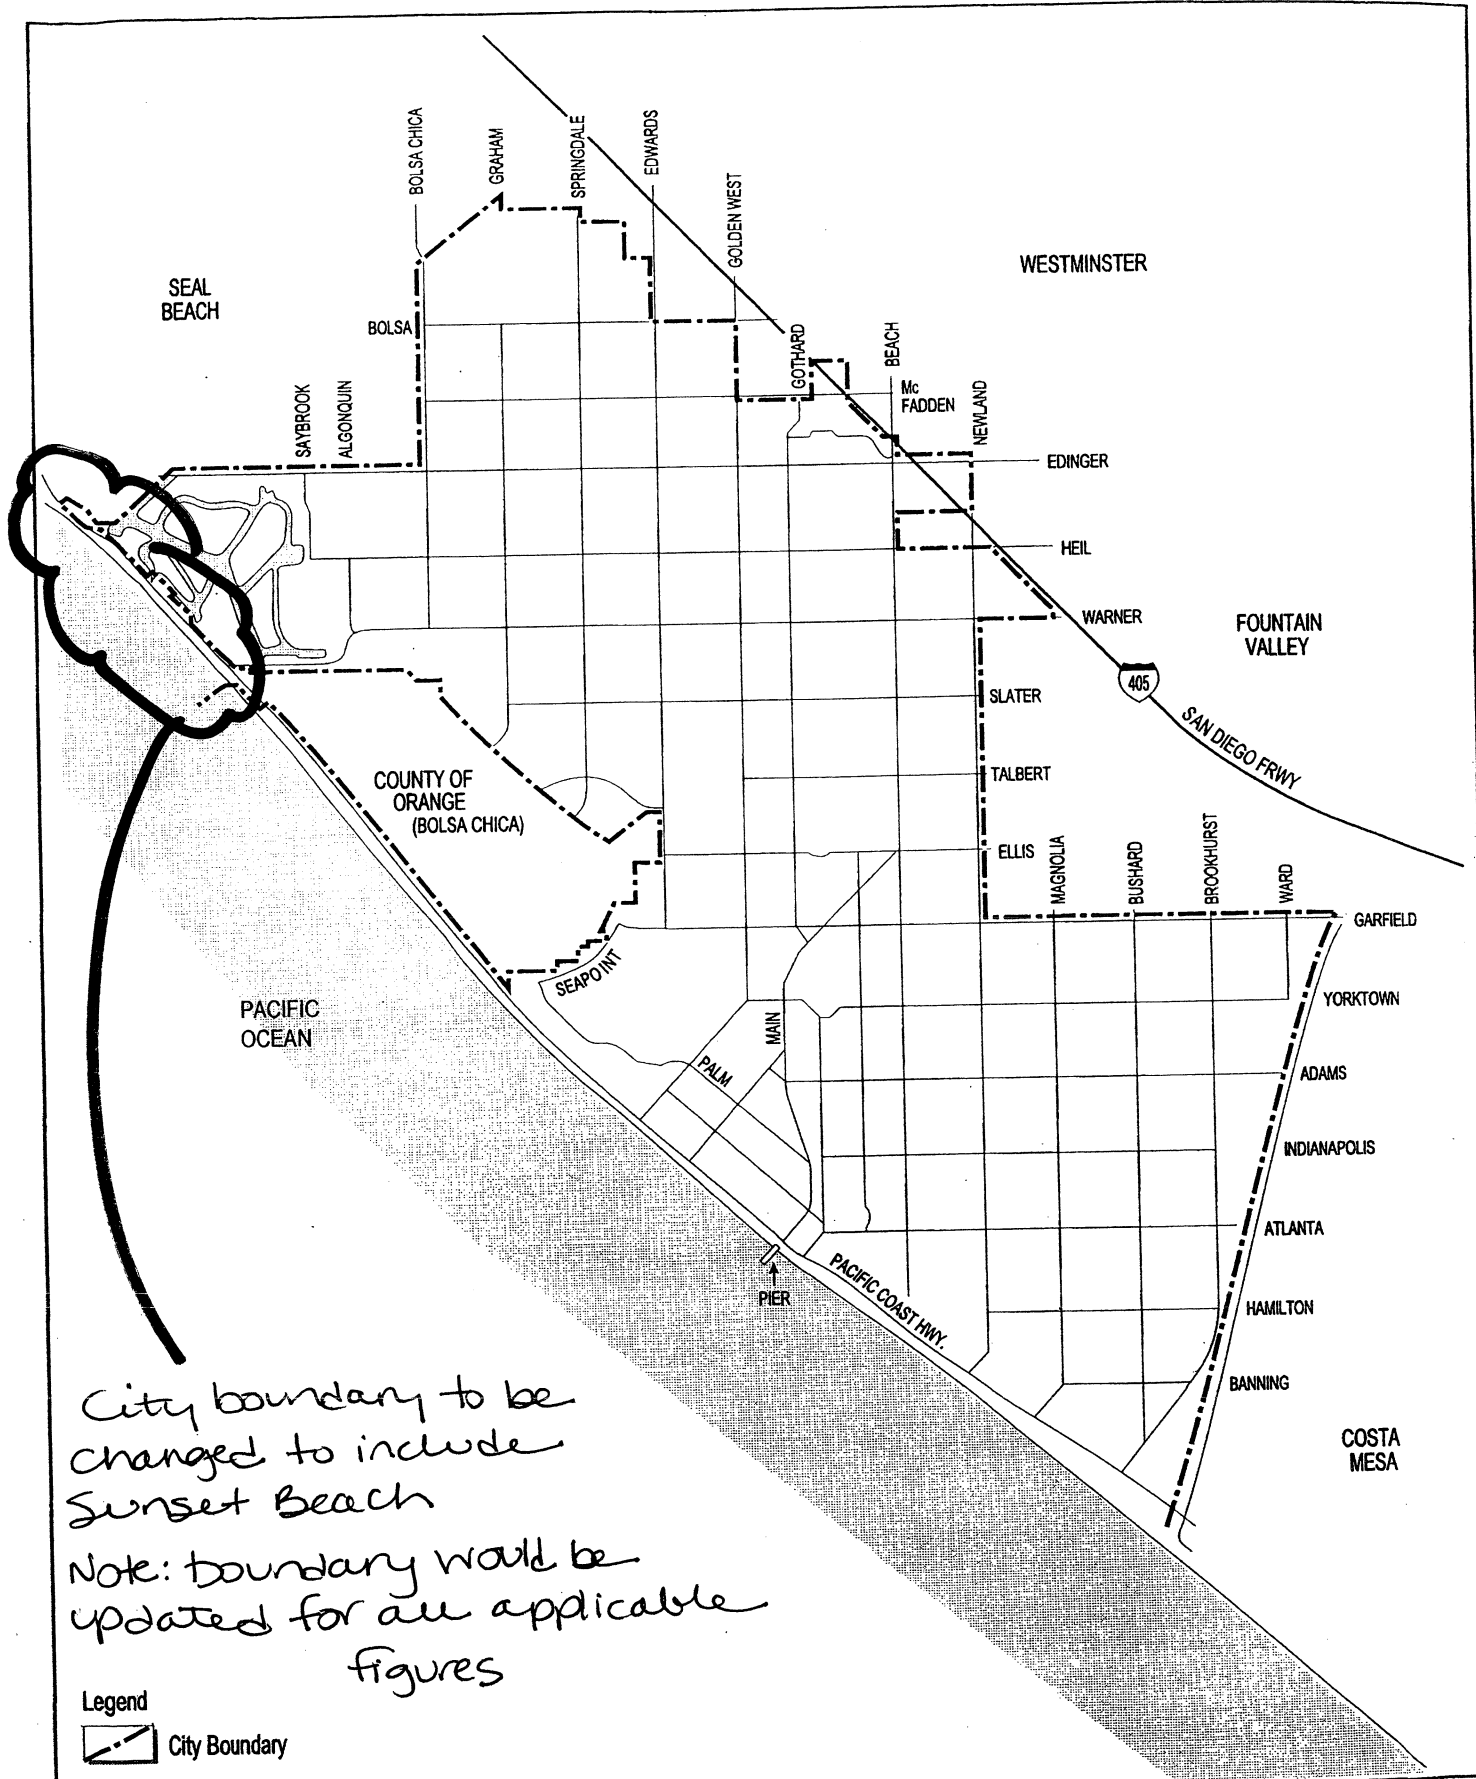 BOLSA CHICA
GRAHAM
SPRINGDALE
EDWARDS
GOLDEN WEST
WESTMINSTER
SEAL
BEACH
BOLSA
GOTHARD
BEACH
Mc
FADDEN
NEWLAND
SAYBROOK
ALGONQUIN
EDINGER
HEIL
WARNER
FOUNTAIN
VALLEY
405
SLATER
SAN DIEGO FRWY
TALBERT
COUNTY OF
ORANGE
(BOLSA CHICA)
ELLIS
MAGNOLIA
BUSHARD
BROOKHURST
WARD
GARFIELD
SEAPOINT
PACIFIC
OCEAN
YORKTOWN
MAIN
PALM
ADAMS
INDIANAPOLIS
ATLANTA
PACIFIC COAST HWY.
PIER
HAMILTON
BANNING
COSTA
MESA
City boundary to be
changed to include
Sunset Beach
Note: boundary would be
updated for all applicable
figures
Legend
City Boundary